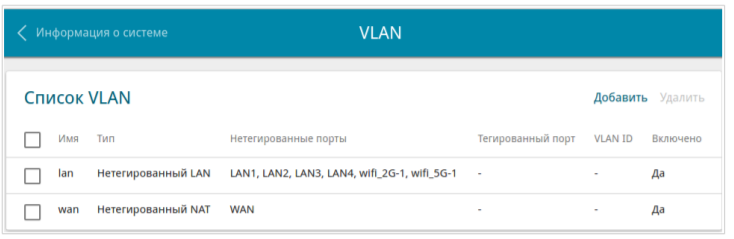 Информация о системе VLAN
Список VLAN Добавить Удалить
Имя Тип Нетегированные порты Тегированный порт VLAN ID Включено
lan Нетегированный LAN LAN1, LAN2, LAN3, LAN4, wifi_2G-1, wifi_5G-1 - - Да
wan Нетегированный NAT WAN - - Да